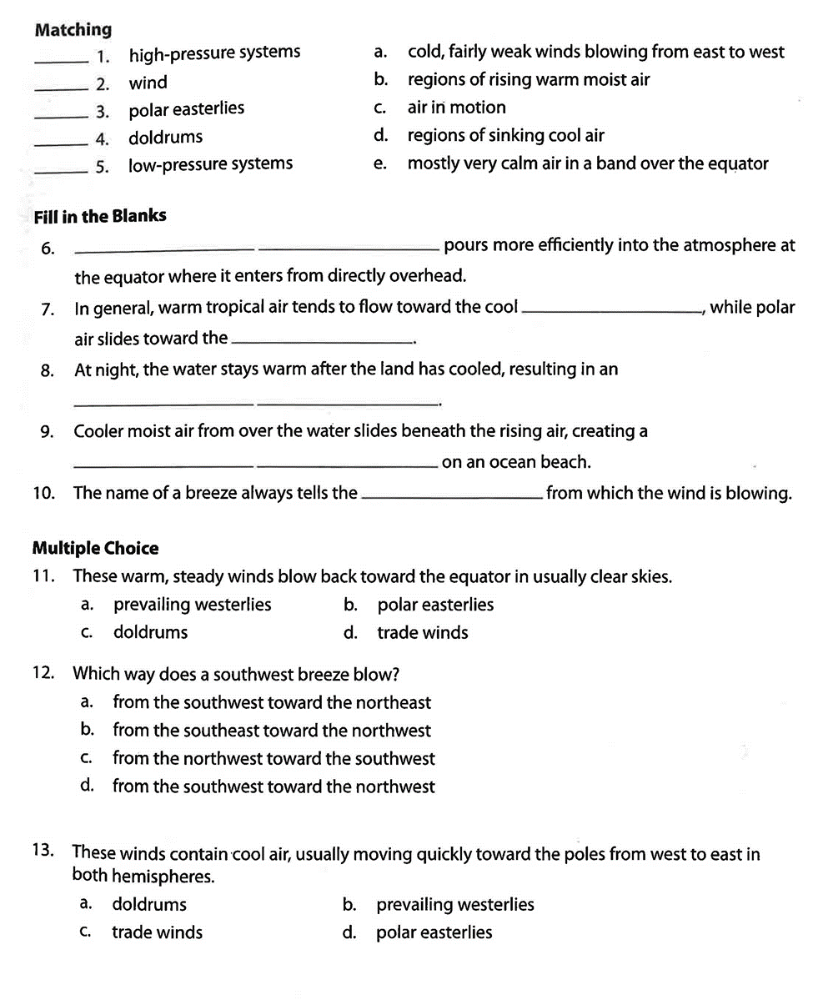 Matching
______ 1. high-pressure systems a. cold, fairly weak winds blowing from east to west
______ 2. wind b. regions of rising warm moist air
______ 3. polar easterlies c. air in motion
______ 4. doldrums d. regions of sinking cool air
______ 5. low-pressure systems e. mostly very calm air in a band over the equator
Fill in the Blanks
6. ____________________ ____________________ pours more efficiently into the atmosphere at
the equator where it enters from directly overhead.
7. In general, warm tropical air tends to flow toward the cool ____________________, while polar
air slides toward the ____________________.
8. At night, the water stays warm after the land has cooled, resulting in an
____________________ ____________________.
9. Cooler moist air from over the water slides beneath the rising air, creating a
____________________ ____________________ on an ocean beach.
10. The name of a breeze always tells the ____________________ from which the wind is blowing.
Multiple Choice
11. These warm, steady winds blow back toward the equator in usually clear skies.
a. prevailing westerlies b. polar easterlies
c. doldrums d. trade winds
12. Which way does a southwest breeze blow?
a. from the southwest toward the northeast
b. from the southeast toward the northwest
c. from the northwest toward the southwest
d. from the southwest toward the northwest
13. These winds contain cool air, usually moving quickly toward the poles from west to east in
both hemispheres.
a. doldrums b. prevailing westerlies
c. trade winds d. polar easterlies